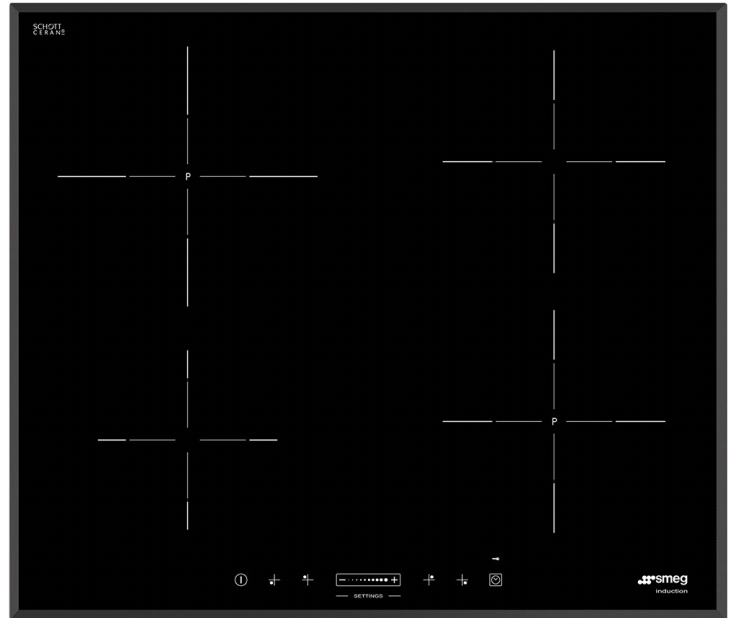 SCHOTT
CERAN®
P
P
SETTINGS
smeg
induction